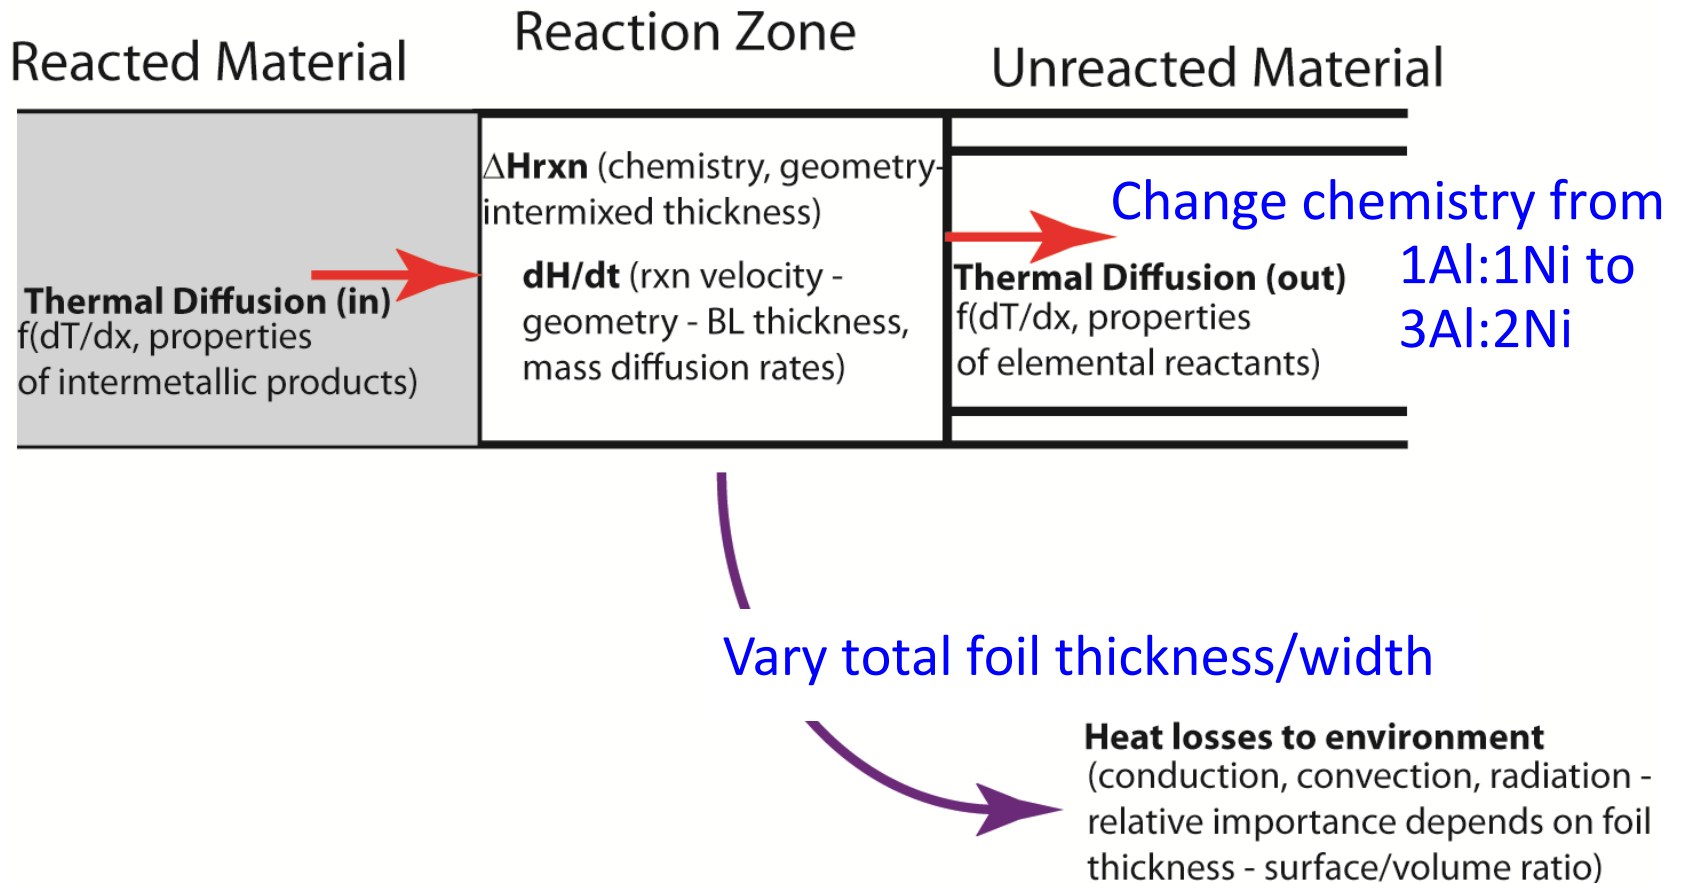 Reacted Material
Reaction Zone
Unreacted Material
Thermal Diffusion (in)
f(dT/dx, properties
of intermetallic products)
ΔHrxn (chemistry, geometry-
intermixed thickness)
dH/dt (rxn velocity -
geometry - BL thickness,
mass diffusion rates)
Thermal Diffusion (out)
f(dT/dx, properties
of elemental reactants)
Change chemistry from
1Al:1Ni to
3Al:2Ni
Vary total foil thickness/width
Heat losses to environment
(conduction, convection, radiation -
relative importance depends on foil
thickness - surface/volume ratio)